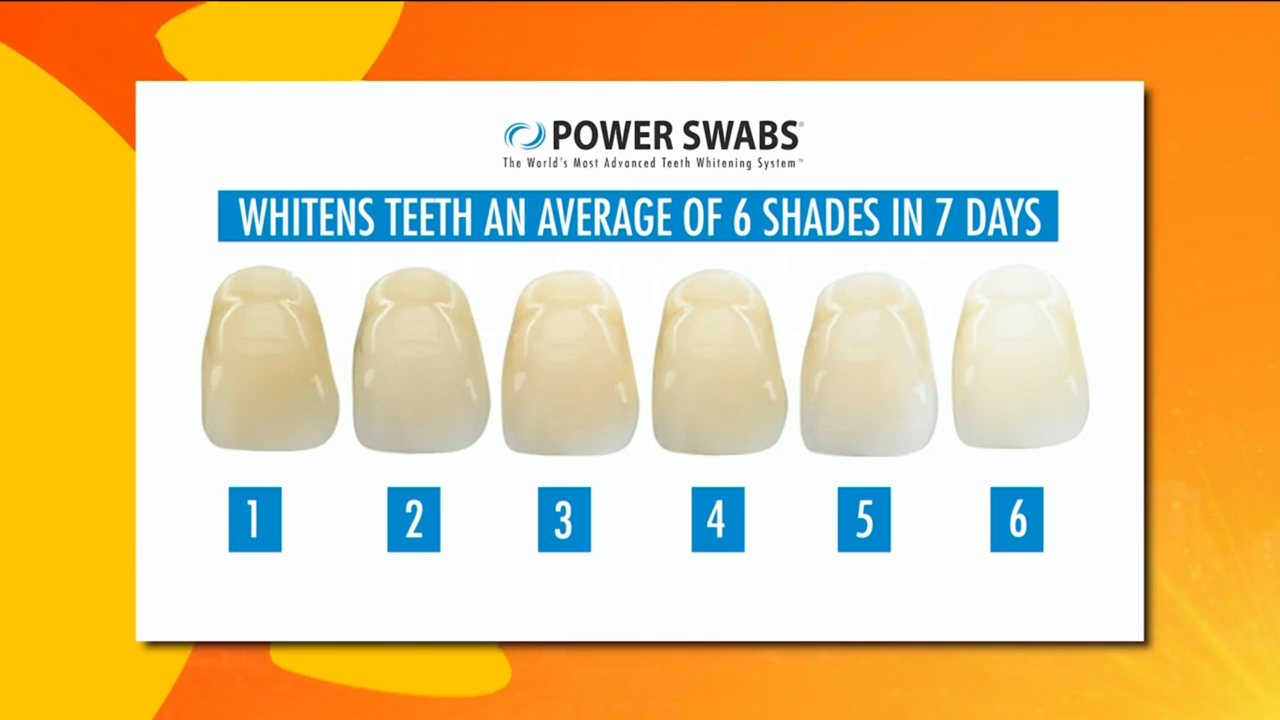 POWER SWABS®
The World's Most Advanced Teeth Whitening System™
WHITENS TEETH AN AVERAGE OF 6 SHADES IN 7 DAYS
1 2 3 4 5 6